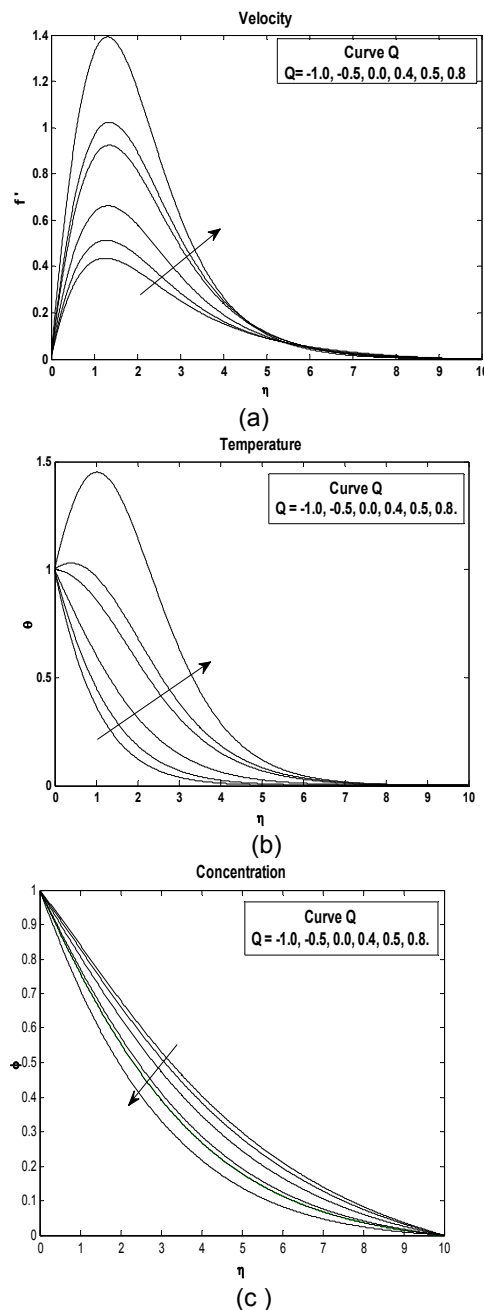 Velocity
1.4
Curve Q
Q= -1.0, -0.5, 0.0, 0.4, 0.5, 0.8
1.2
1
0.8
f '
0.6
0.4
0.2
0
0 1 2 3 4 5 6 7 8 9 10
η
(a)
Temperature
1.5
Curve Q
Q = -1.0, -0.5, 0.0, 0.4, 0.5, 0.8.
1
θ
0.5
0
0 1 2 3 4 5 6 7 8 9 10
η
(b)
Concentration
1
Curve Q
Q = -1.0, -0.5, 0.0, 0.4, 0.5, 0.8.
0.9
0.8
0.7
0.6
0.5
ϕ
0.4
0.3
0.2
0.1
0
0 1 2 3 4 5 6 7 8 9 10
η
(c )